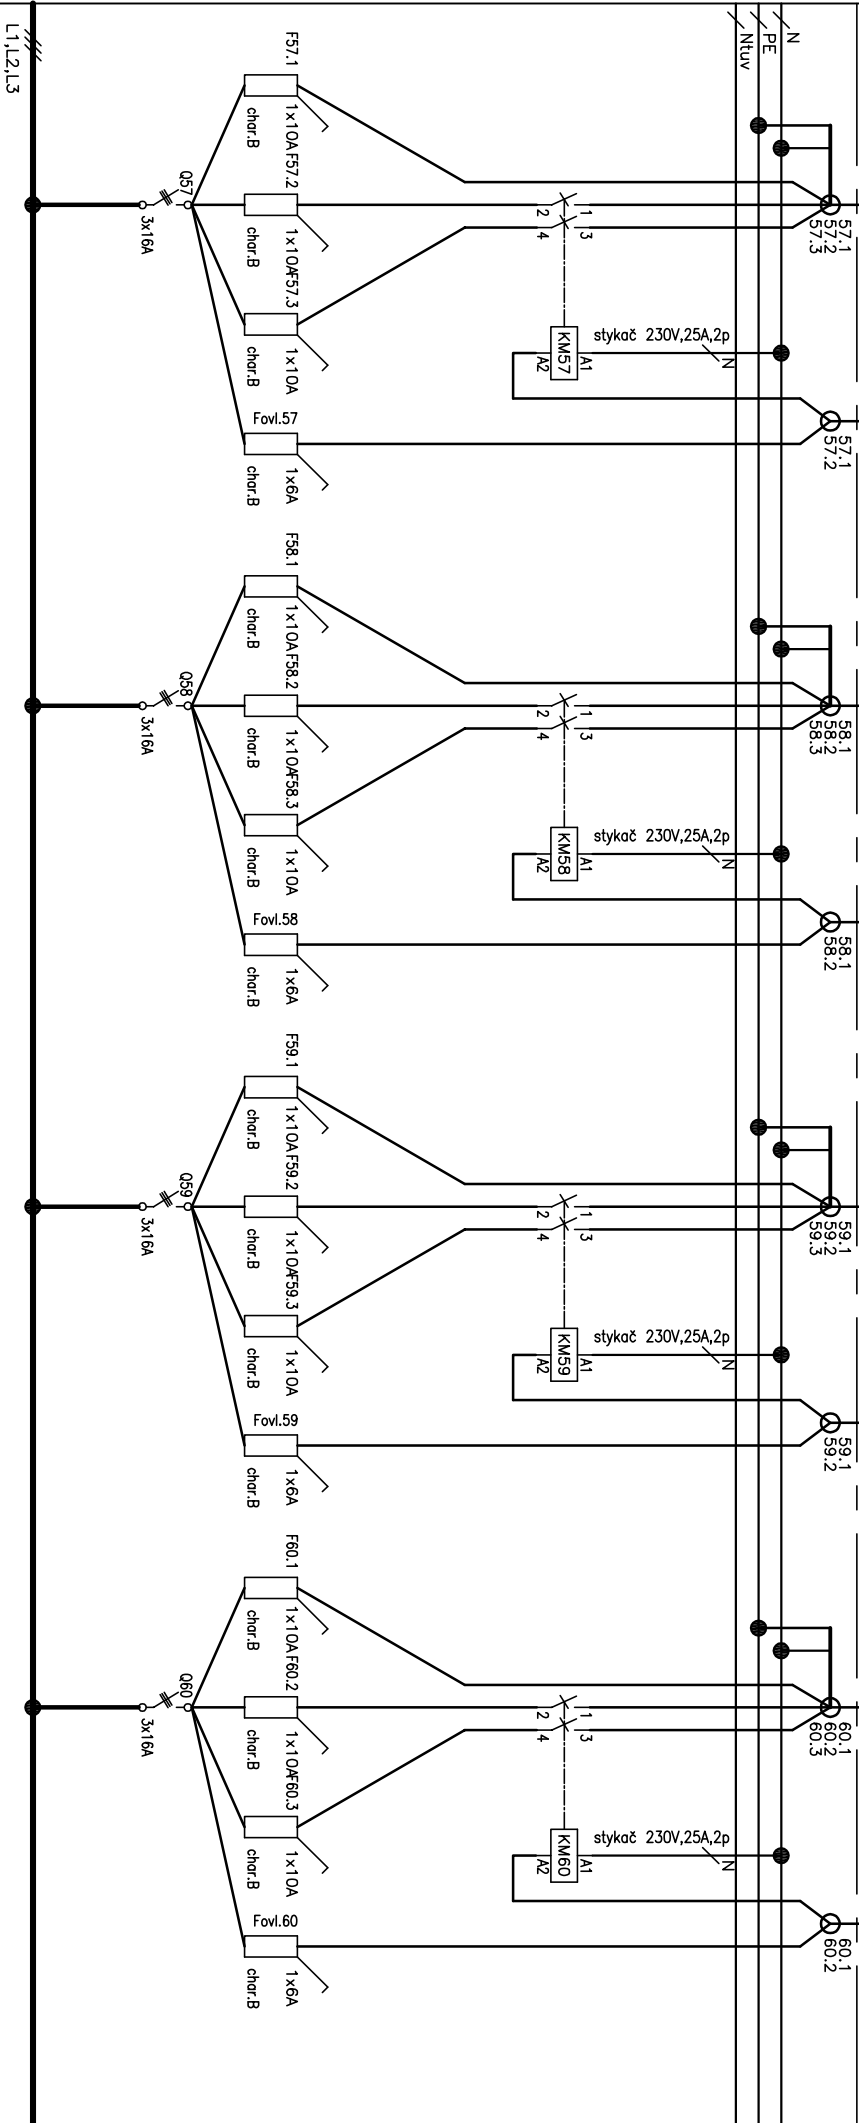 L1,L2,L3
N
PE
Ntuv
F57.1
1x10A
char.B
F57.2
1x10A
char.B
F57.3
1x10A
char.B
Fovl.57
1x6A
char.B
Q57
3x16A
1
2
3
4
KM57
A1
A2
stykač 230V,25A,2p
N
57.1
57.2
57.3
57.1
57.2
F58.1
1x10A
char.B
F58.2
1x10A
char.B
F58.3
1x10A
char.B
Fovl.58
1x6A
char.B
Q58
3x16A
1
2
3
4
KM58
A1
A2
stykač 230V,25A,2p
N
58.1
58.2
58.3
58.1
58.2
F59.1
1x10A
char.B
F59.2
1x10A
char.B
F59.3
1x10A
char.B
Fovl.59
1x6A
char.B
Q59
3x16A
1
2
3
4
KM59
A1
A2
stykač 230V,25A,2p
N
59.1
59.2
59.3
59.1
59.2
F60.1
1x10A
char.B
F60.2
1x10A
char.B
F60.3
1x10A
char.B
Fovl.60
1x6A
char.B
Q60
3x16A
1
2
3
4
KM60
A1
A2
stykač 230V,25A,2p
N
60.1
60.2
60.3
60.1
60.2